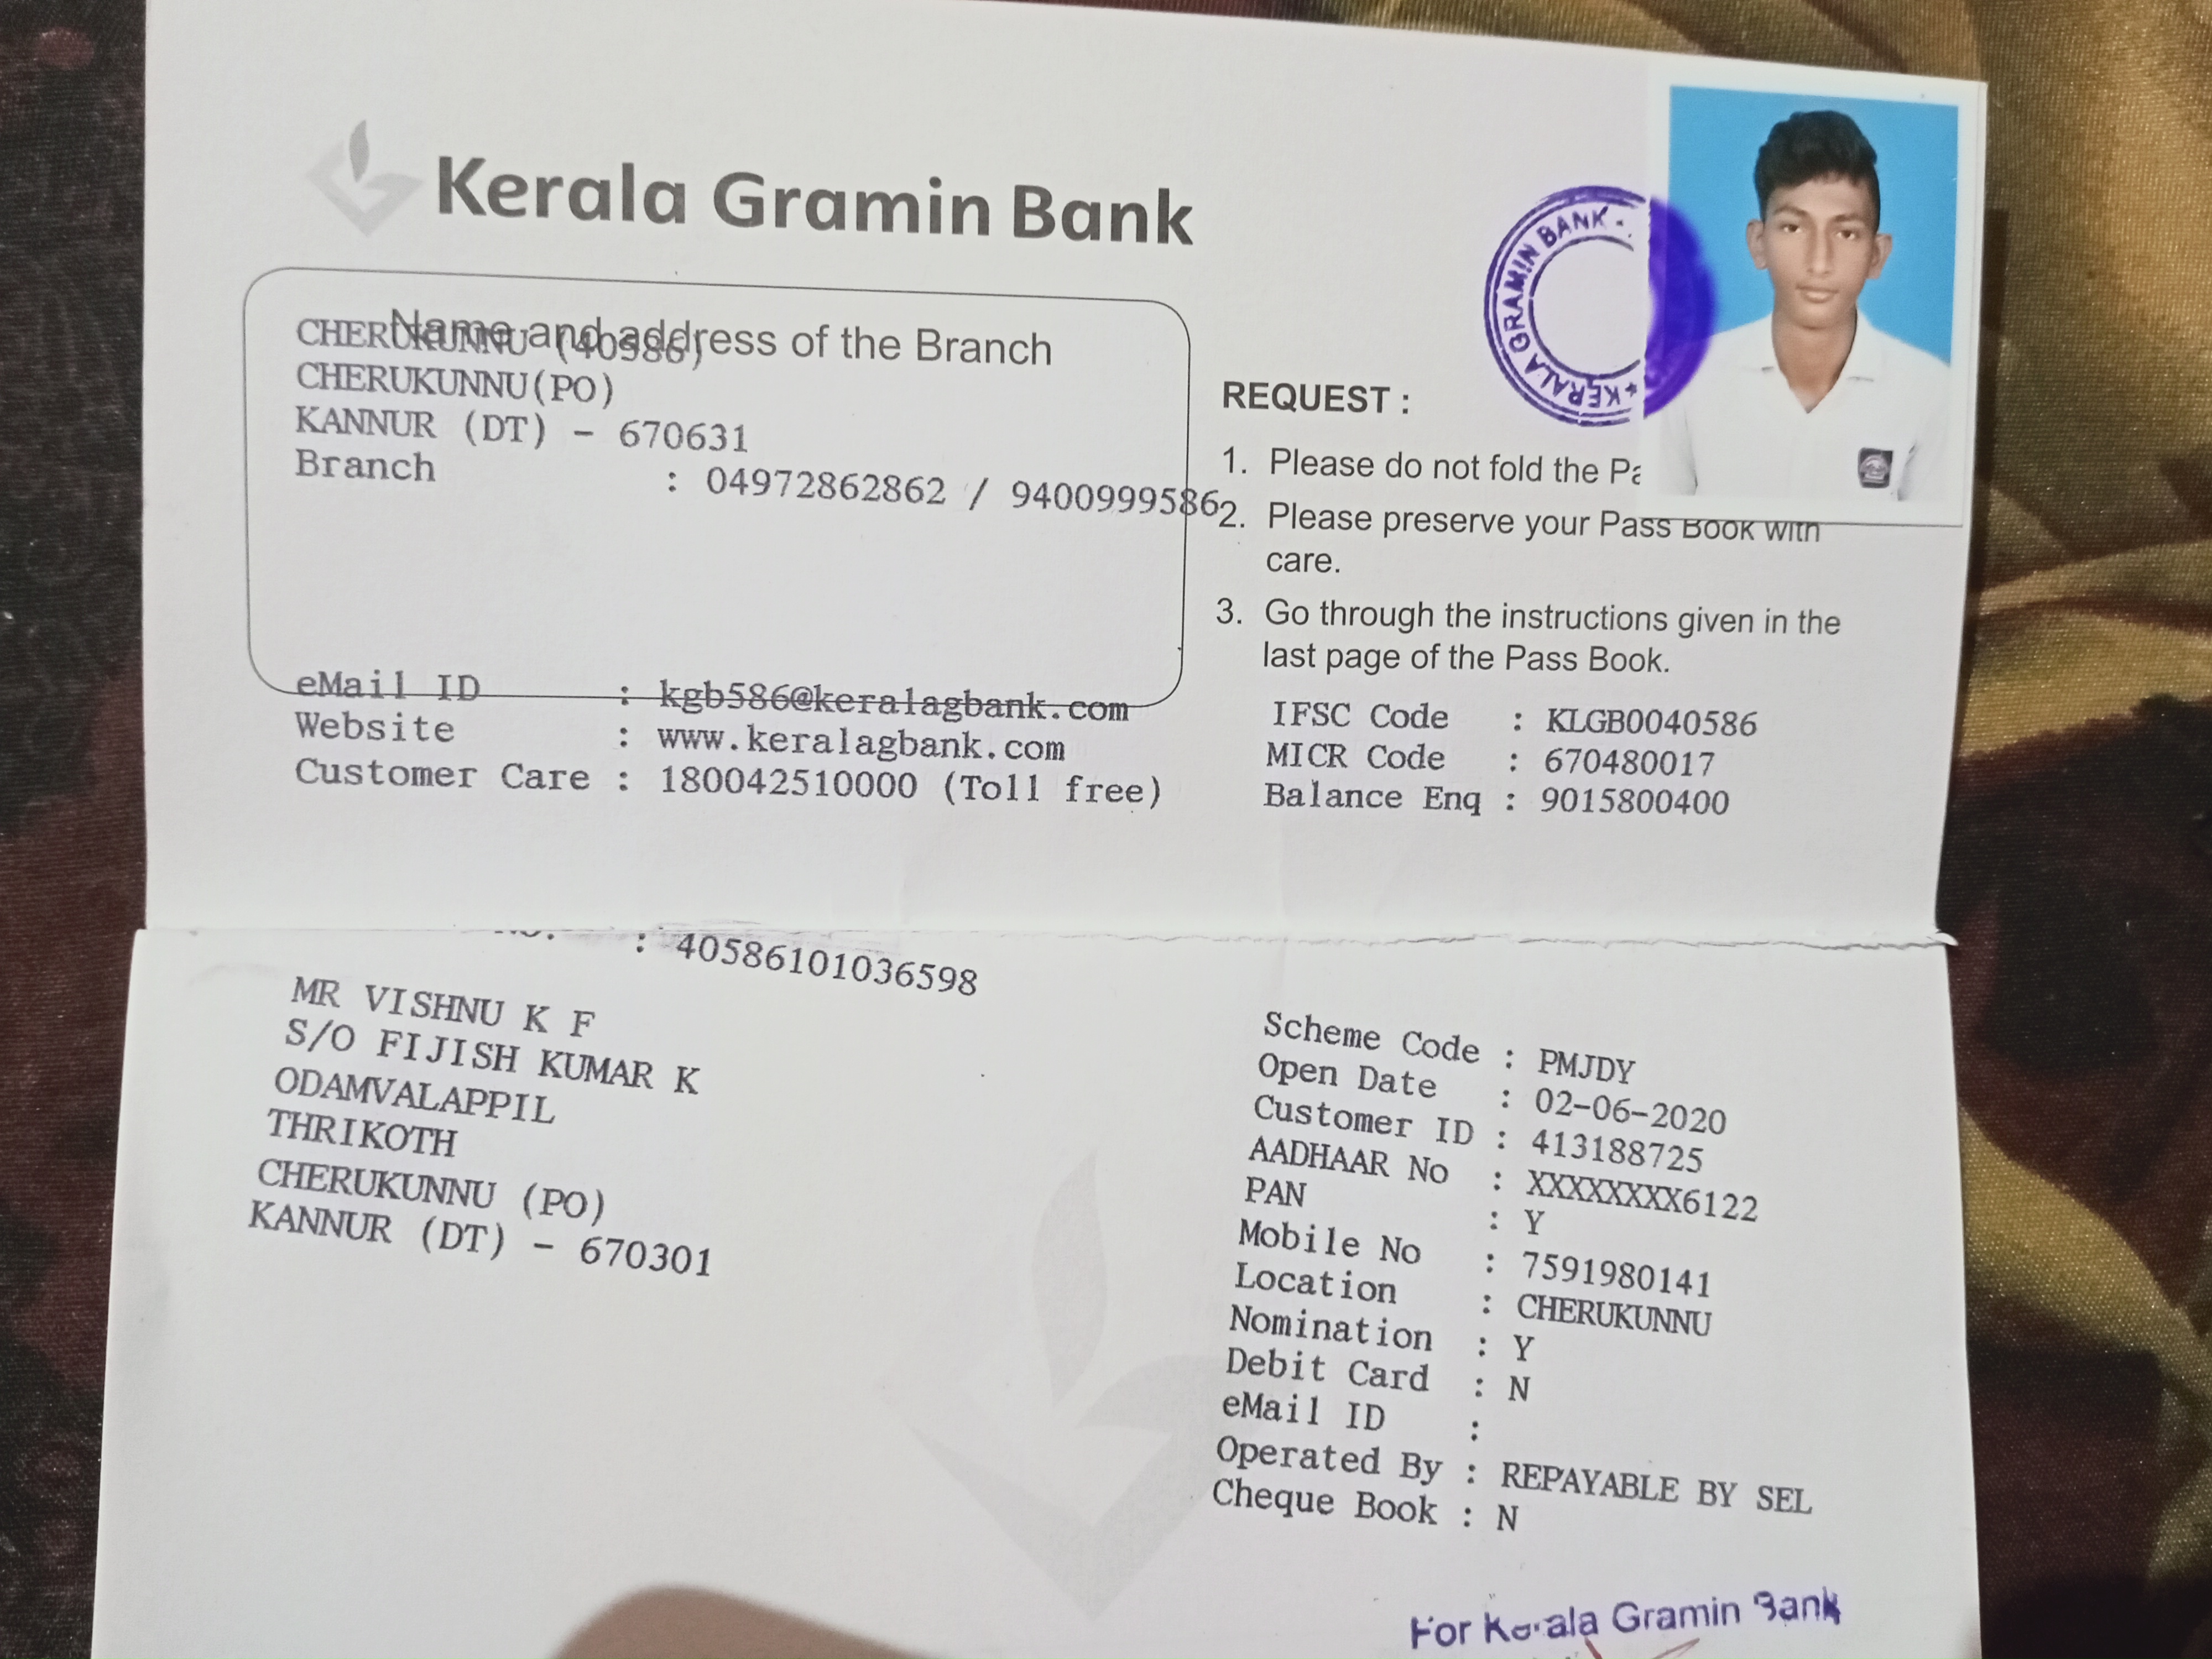 Kerala Gramin Bank
KERALA GRAMIN BANK
Name and address of the Branch
CHERUKUNNU (40586)
CHERUKUNNU(PO)
KANNUR (DT) - 670631
Branch : 04972862862 / 9400999586
eMail ID : kgb586@keralagbank.com
Website : www.keralagbank.com
Customer Care : 180042510000 (Toll free)
REQUEST :
1. Please do not fold the
2. Please preserve your Pass Book with
care.
3. Go through the instructions given in the
last page of the Pass Book.
IFSC Code : KLGB0040586
MICR Code : 670480017
Balance Enq : 9015800400
: 40586101036598
MR VISHNU K F
S/O FIJISH KUMAR K
ODAMVALAPPIL
THRIKOTH
CHERUKUNNU (PO)
KANNUR (DT) - 670301
Scheme Code : PMJDY
Open Date : 02-06-2020
Customer ID : 413188725
AADHAAR No : XXXXXXXX6122
PAN : Y
Mobile No : 7591980141
Location : CHERUKUNNU
Nomination : Y
Debit Card : N
eMail ID :
Operated By : REPAYABLE BY SEL
Cheque Book : N
For Kerala Gramin Bank